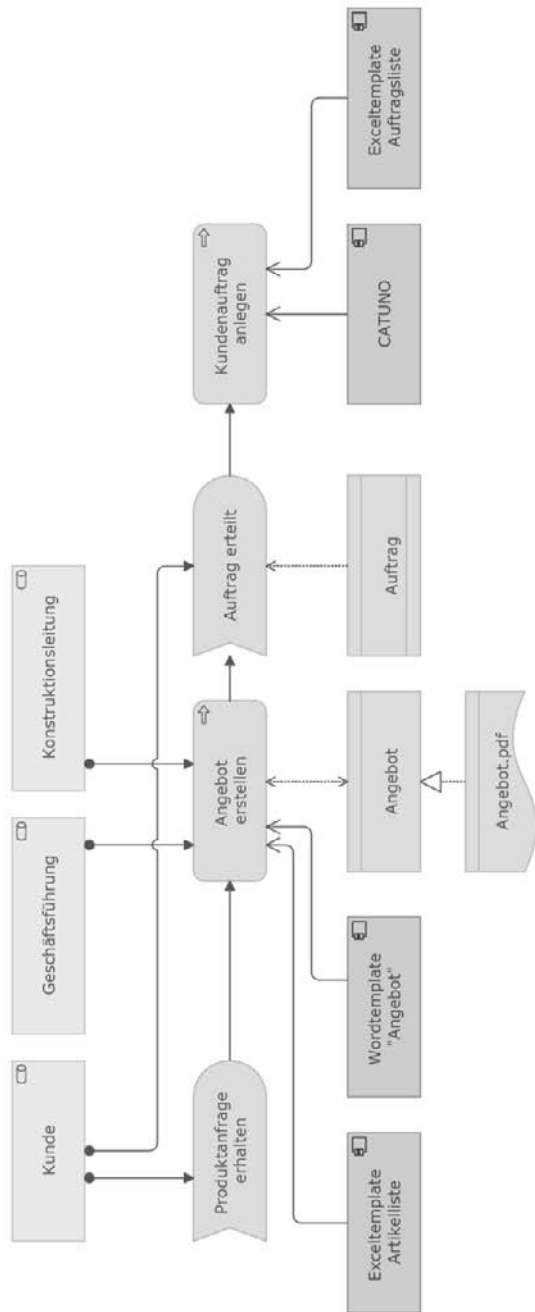 Kunde
Geschäftsführung
Konstruktionsleitung
Produktanfrage
erhalten
Angebot
erstellen
Auftrag erteilt
Kundenauftrag
anlegen
Exceltemplate
Artikelliste
Wordtemplate
"Angebot"
Angebot
Auftrag
CATUNO
Exceltemplate
Auftragsliste
Angebot.pdf